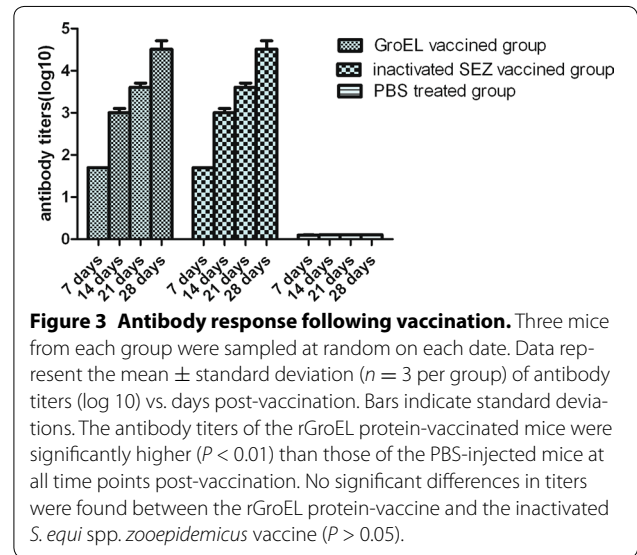 5
4
3
2
1
0
antibody titers(log10)
GroEL vaccined group
inactivated SEZ vaccined group
PBS treated group
7 days
14 days
21 days
28 days
7 days
14 days
21 days
28 days
7 days
14 days
21 days
28 days
Figure 3 Antibody response following vaccination. Three mice
from each group were sampled at random on each date. Data rep-
resent the mean ± standard deviation (n = 3 per group) of antibody
titers (log 10) vs. days post-vaccination. Bars indicate standard devia-
tions. The antibody titers of the rGroEL protein-vaccinated mice were
significantly higher (P < 0.01) than those of the PBS-injected mice at
all time points post-vaccination. No significant differences in titers
were found between the rGroEL protein-vaccine and the inactivated
S. equi spp. zooepidemicus vaccine (P > 0.05).